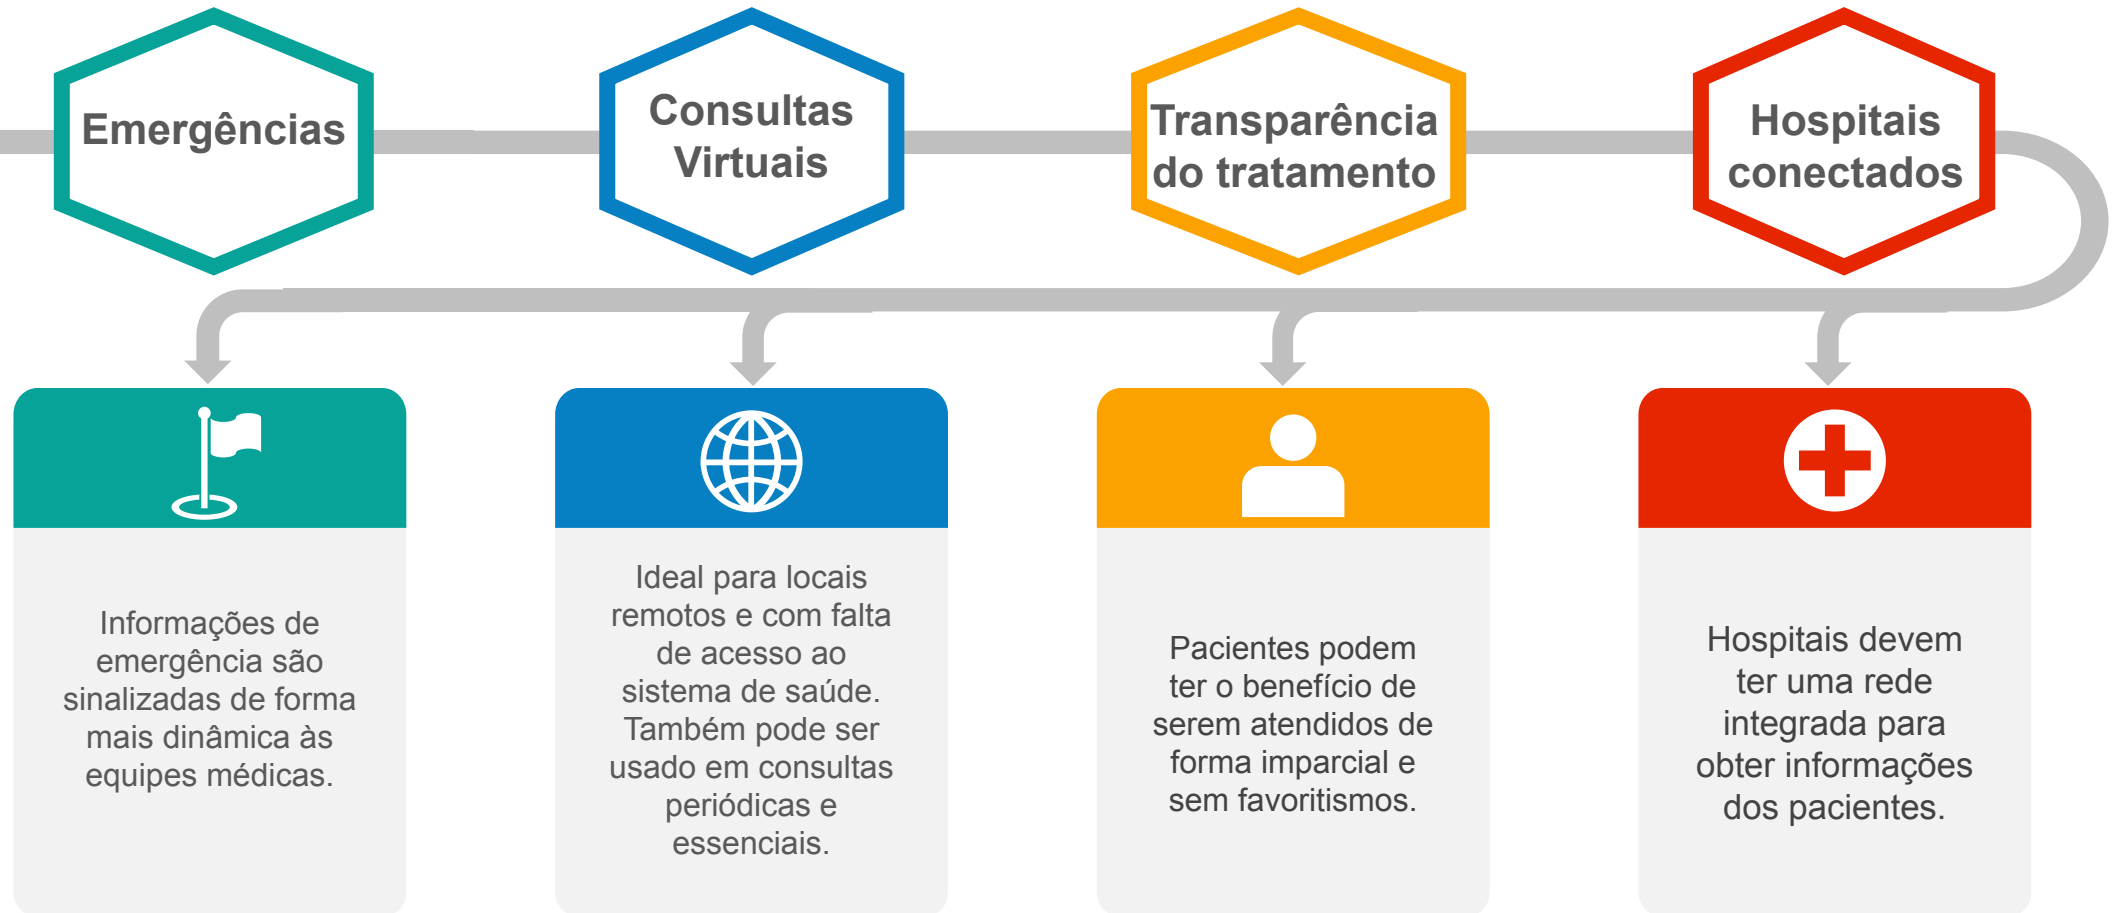 Emergências
Consultas
Virtuais
Transparência
do tratamento
Hospitais
conectados
Informações de
emergência são
sinalizadas de forma
mais dinâmica às
equipes médicas.
Ideal para locais
remotos e com falta
de acesso ao
sistema de saúde.
Também pode ser
usado em consultas
periódicas e
essenciais.
Pacientes podem
ter o benefício de
serem atendidos de
forma imparcial e
sem favoritismos.
Hospitais devem
ter uma rede
integrada para
obter informações
dos pacientes.